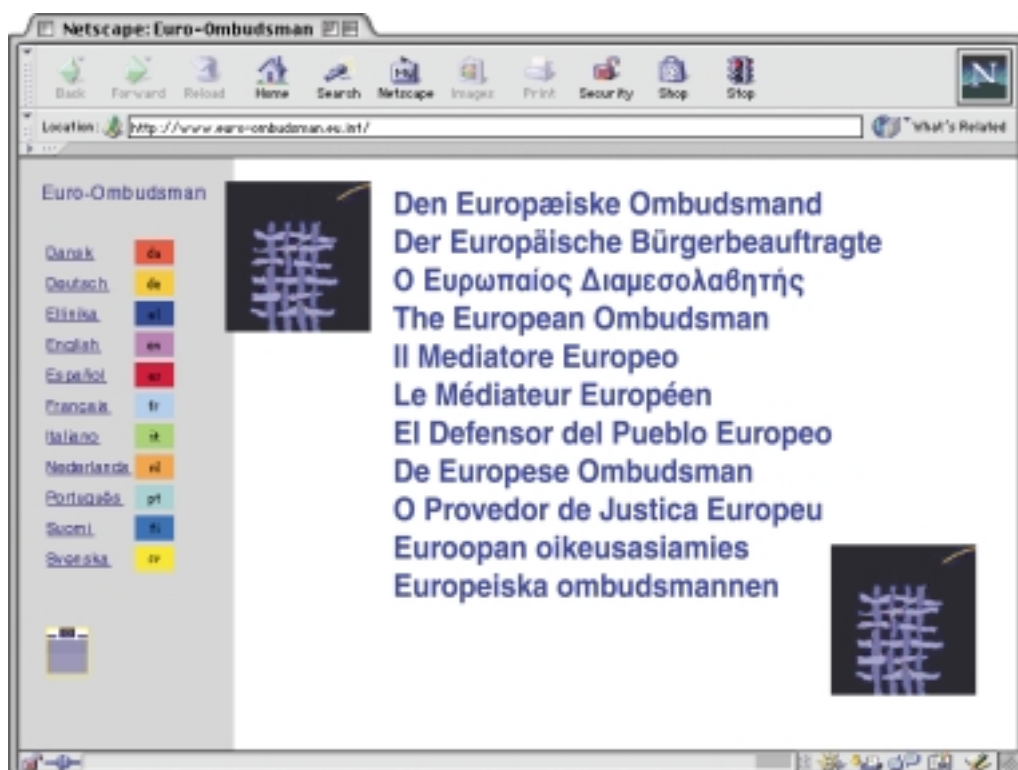 Netscape: Euro-Ombudsman
Back Forward Reload Home Search Netscape Images Print Security Shop Stop
Location: http://www.euro-ombudsman.eu.int/ What's Related
Euro-Ombudsman
Dansk da
Deutsch de
Ellinika el
English en
Español es
Français fr
Italiano it
Nederlands nl
Português pt
Suomi fi
Svenska sv
Den Europæiske Ombudsmand
Der Europäische Bürgerbeauftragte
Ο Ευρωπαίος Διαμεσολαβητής
The European Ombudsman
Il Mediatore Europeo
Le Médiateur Européen
El Defensor del Pueblo Europeo
De Europese Ombudsman
O Provedor de Justica Europeu
Euroopan oikeusasiamies
Europeiska ombudsmannen